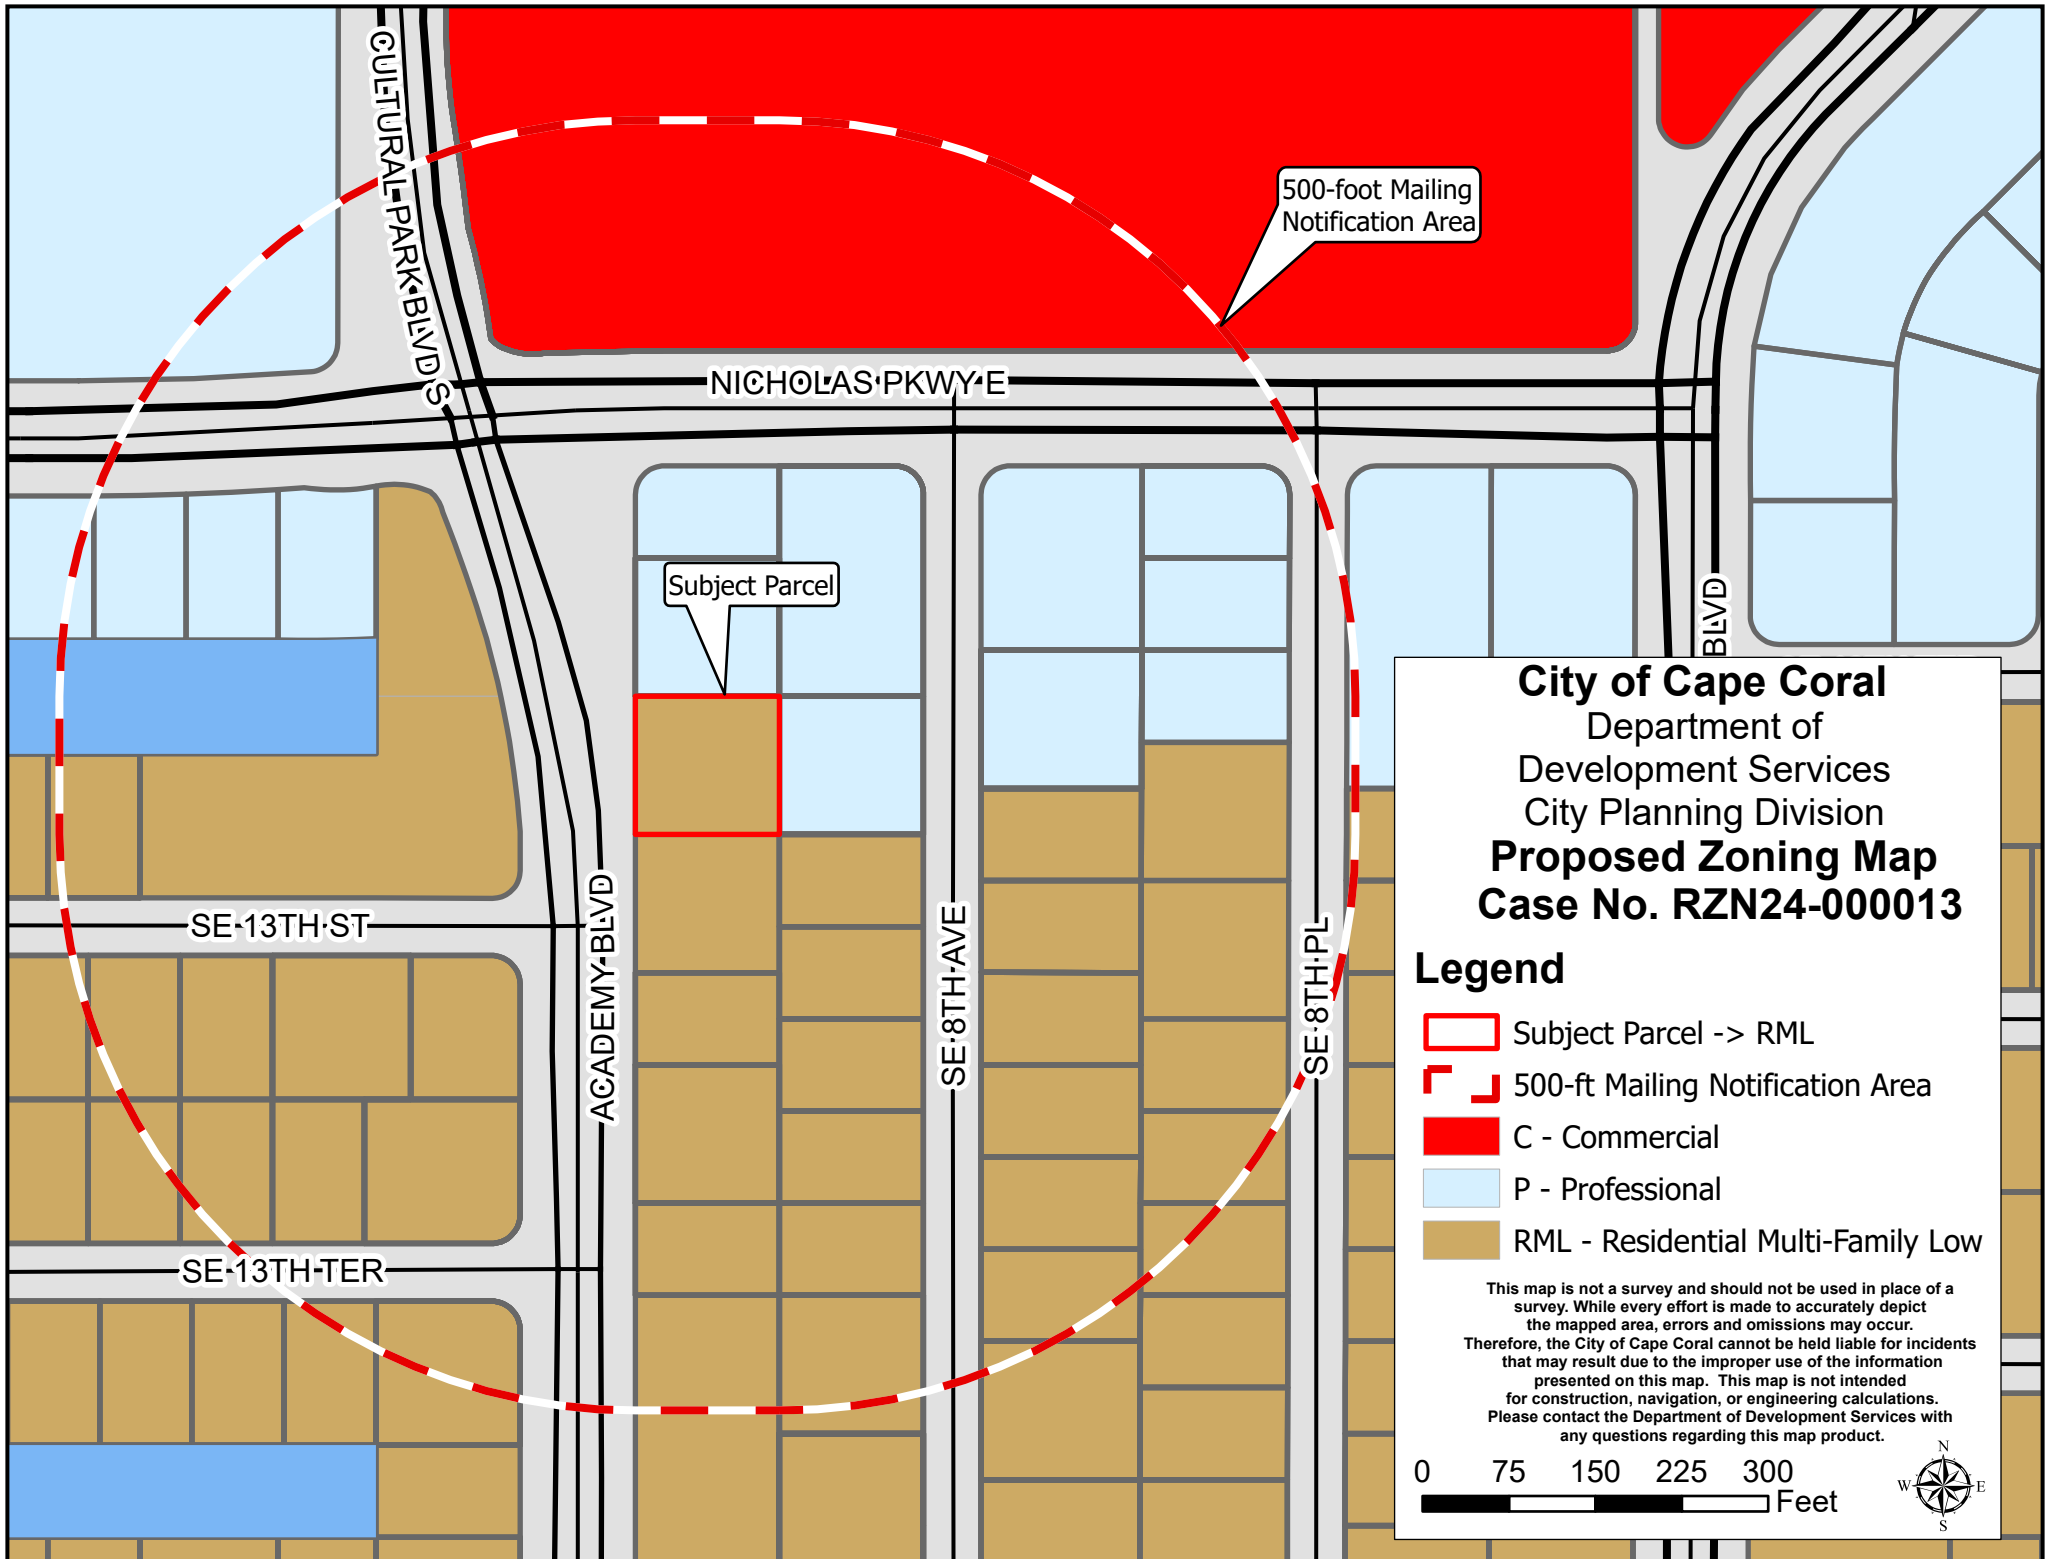 CULTURAL PARK BLVD S
500-foot Mailing
Notification Area
NICHOLAS PKWY E
Subject Parcel
BLVD
SE 13TH ST
ACADEMY BLVD
SE 8TH AVE
SE 8TH PL
SE 13TH TER
City of Cape Coral
Department of
Development Services
City Planning Division
Proposed Zoning Map
Case No. RZN24-000013
Legend
Subject Parcel -> RML
500-ft Mailing Notification Area
C - Commercial
P - Professional
RML - Residential Multi-Family Low
This map is not a survey and should not be used in place of a
survey. While every effort is made to accurately depict
the mapped area, errors and omissions may occur.
Therefore, the City of Cape Coral cannot be held liable for incidents
that may result due to the improper use of the information
presented on this map. This map is not intended
for construction, navigation, or engineering calculations.
Please contact the Department of Development Services with
any questions regarding this map product.
0 75 150 225 300
Feet
N
W E
S